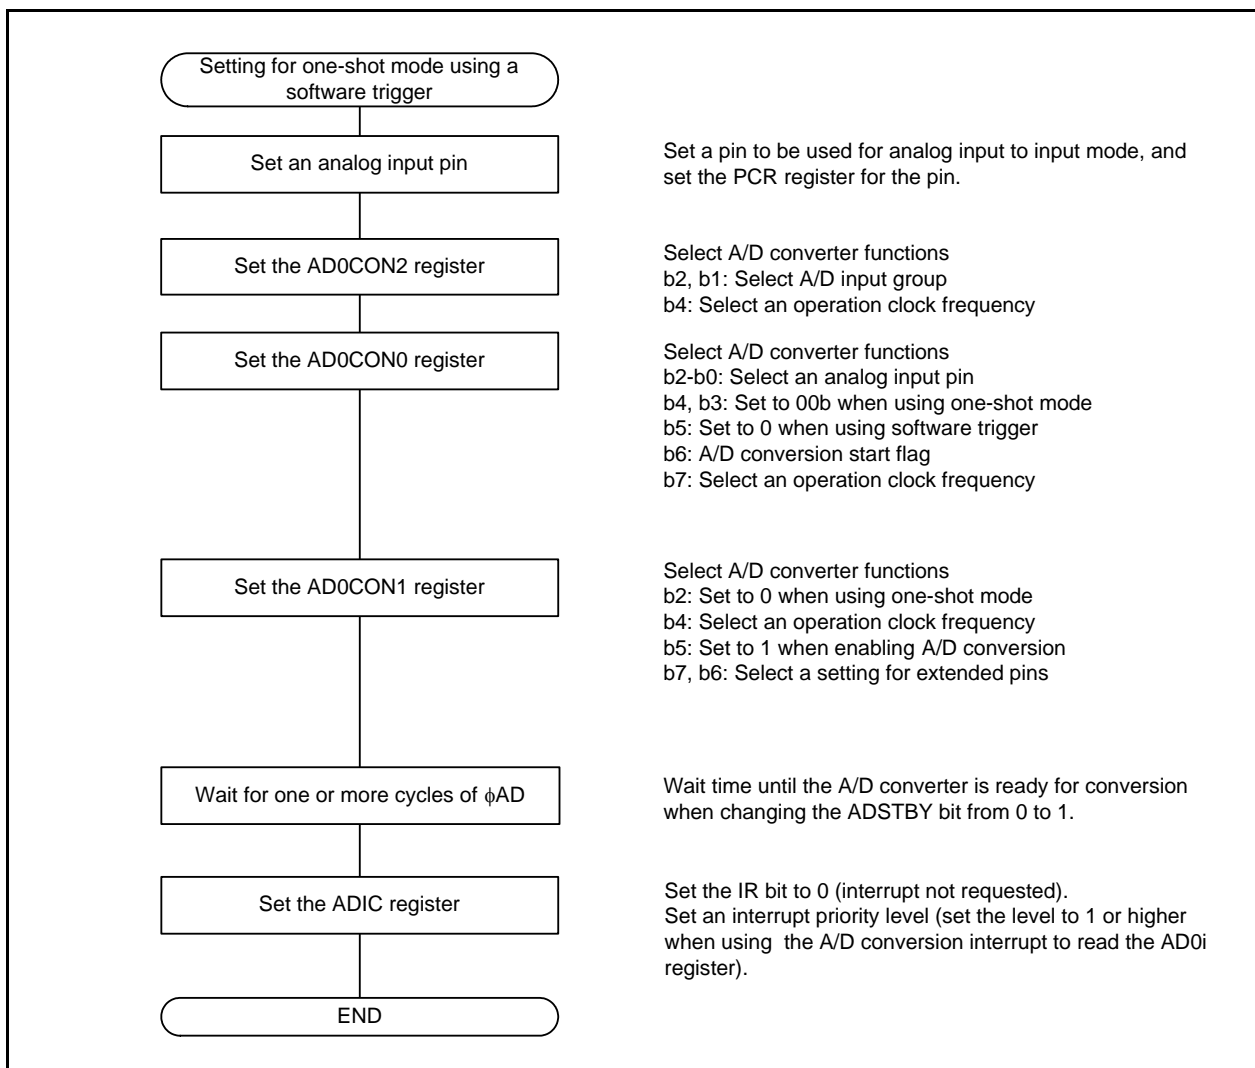 Setting for one-shot mode using a
software trigger
Set an analog input pin
Set a pin to be used for analog input to input mode, and
set the PCR register for the pin.
Set the AD0CON2 register
Select A/D converter functions
b2, b1: Select A/D input group
b4: Select an operation clock frequency
Set the AD0CON0 register
Select A/D converter functions
b2-b0: Select an analog input pin
b4, b3: Set to 00b when using one-shot mode
b5: Set to 0 when using software trigger
b6: A/D conversion start flag
b7: Select an operation clock frequency
Set the AD0CON1 register
Select A/D converter functions
b2: Set to 0 when using one-shot mode
b4: Select an operation clock frequency
b5: Set to 1 when enabling A/D conversion
b7, b6: Select a setting for extended pins
Wait for one or more cycles of ϕAD
Wait time until the A/D converter is ready for conversion
when changing the ADSTBY bit from 0 to 1.
Set the ADIC register
Set the IR bit to 0 (interrupt not requested).
Set an interrupt priority level (set the level to 1 or higher
when using the A/D conversion interrupt to read the AD0i
register).
END